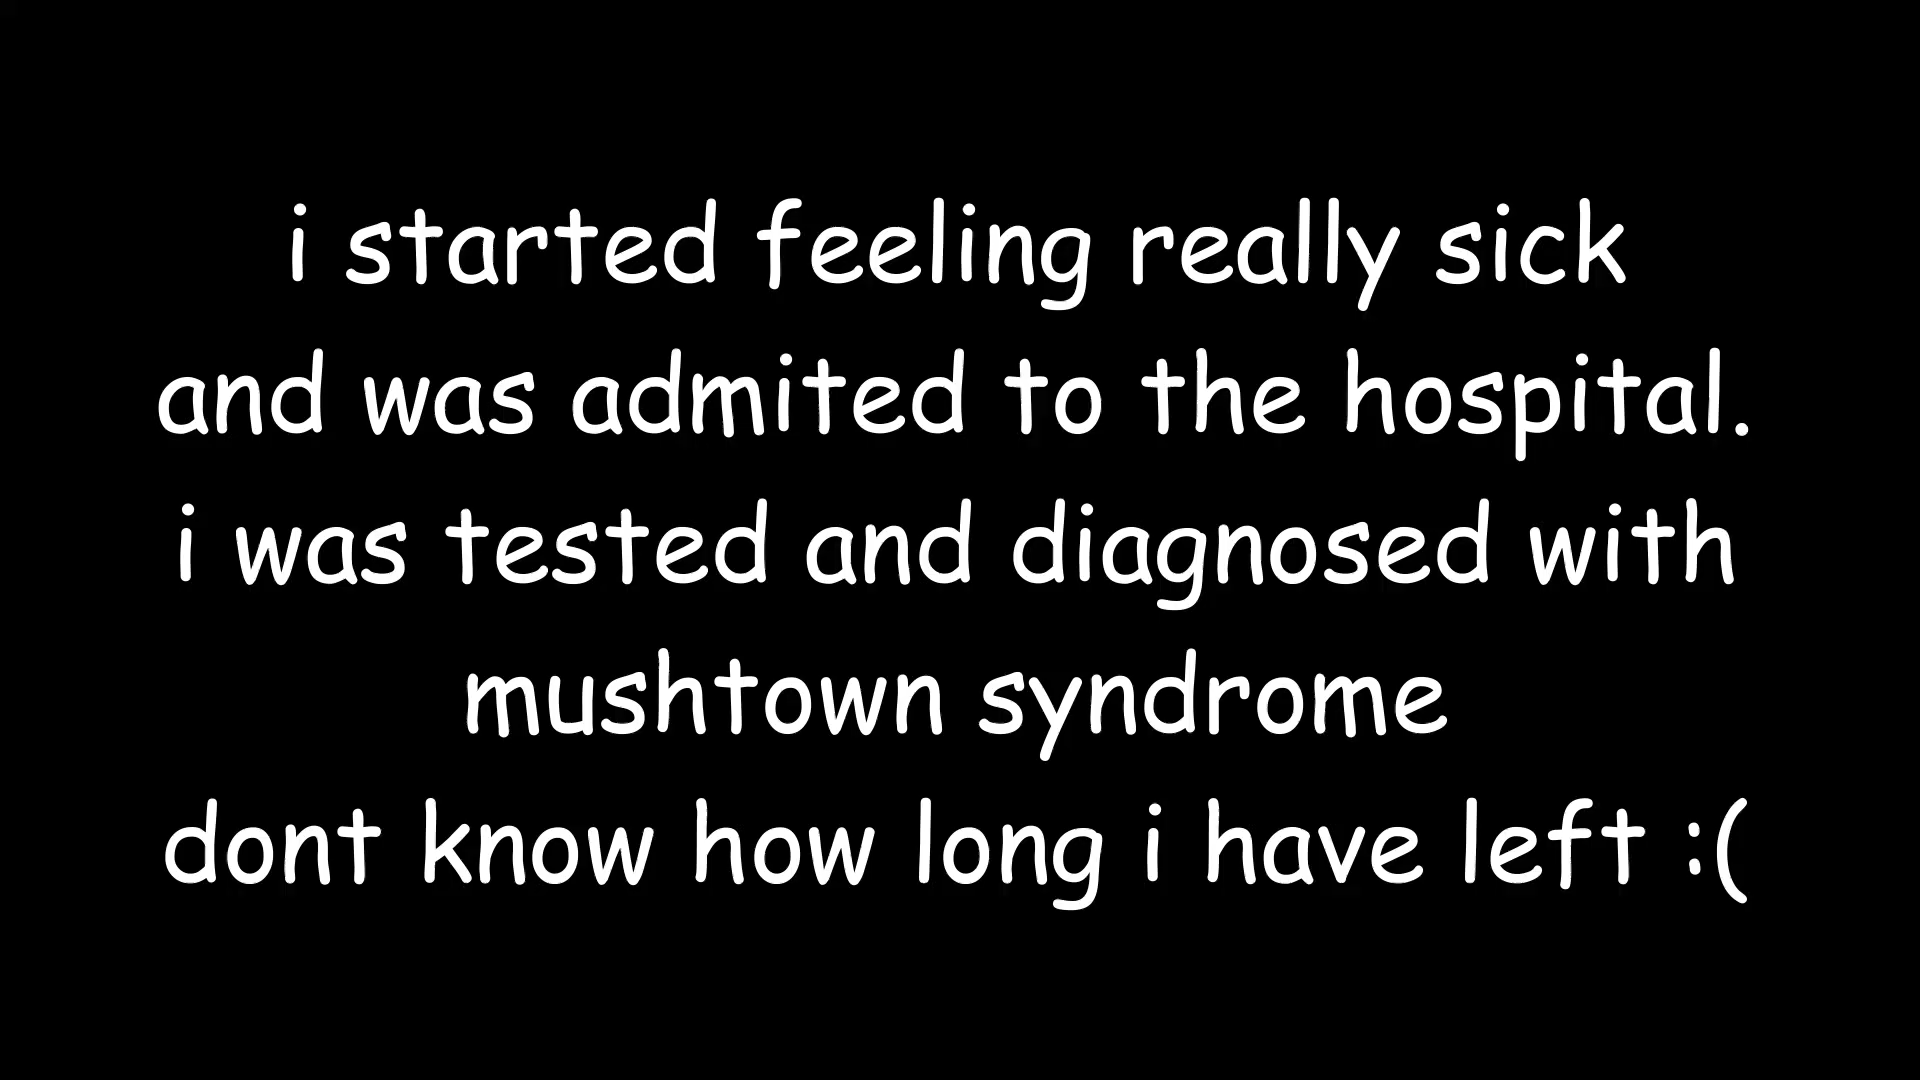 i started feeling really sick
and was admited to the hospital.
i was tested and diagnosed with
mushtown syndrome
dont know how long i have left :(